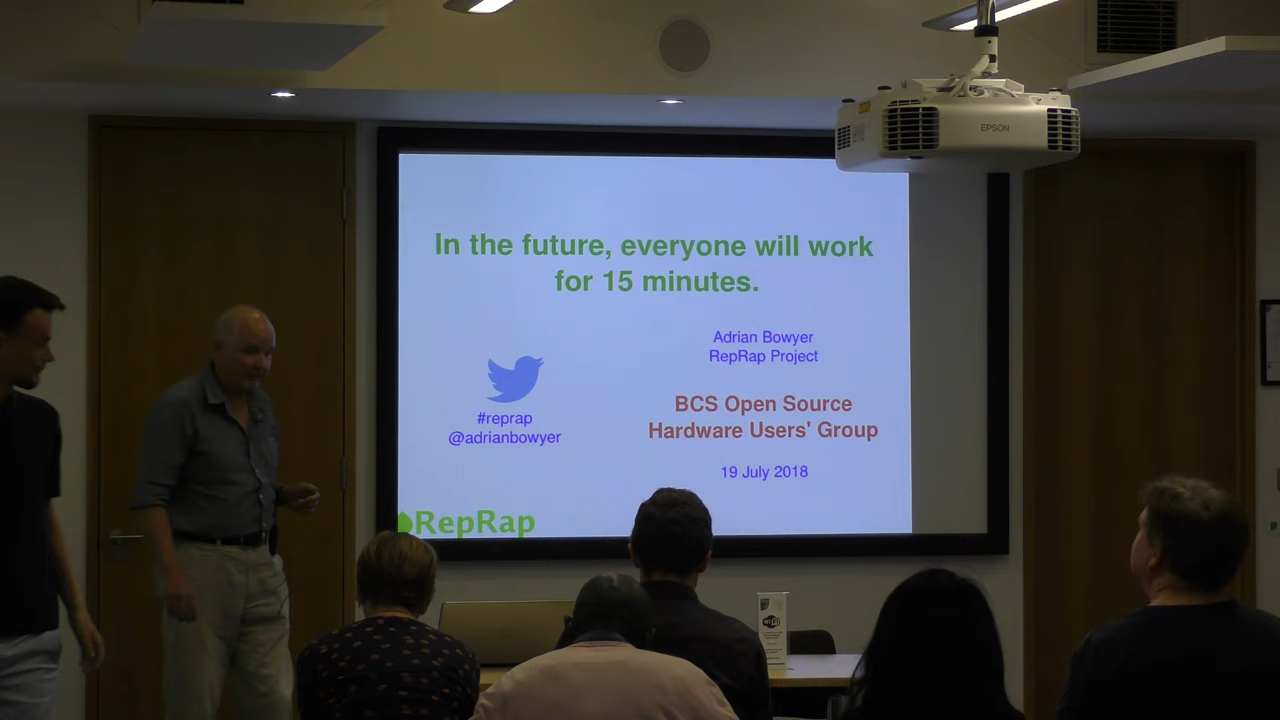 EPSON
In the future, everyone will work
for 15 minutes.
Adrian Bowyer
RepRap Project
#reprap
@adrianbowyer
BCS Open Source
Hardware Users' Group
19 July 2018
RepRap